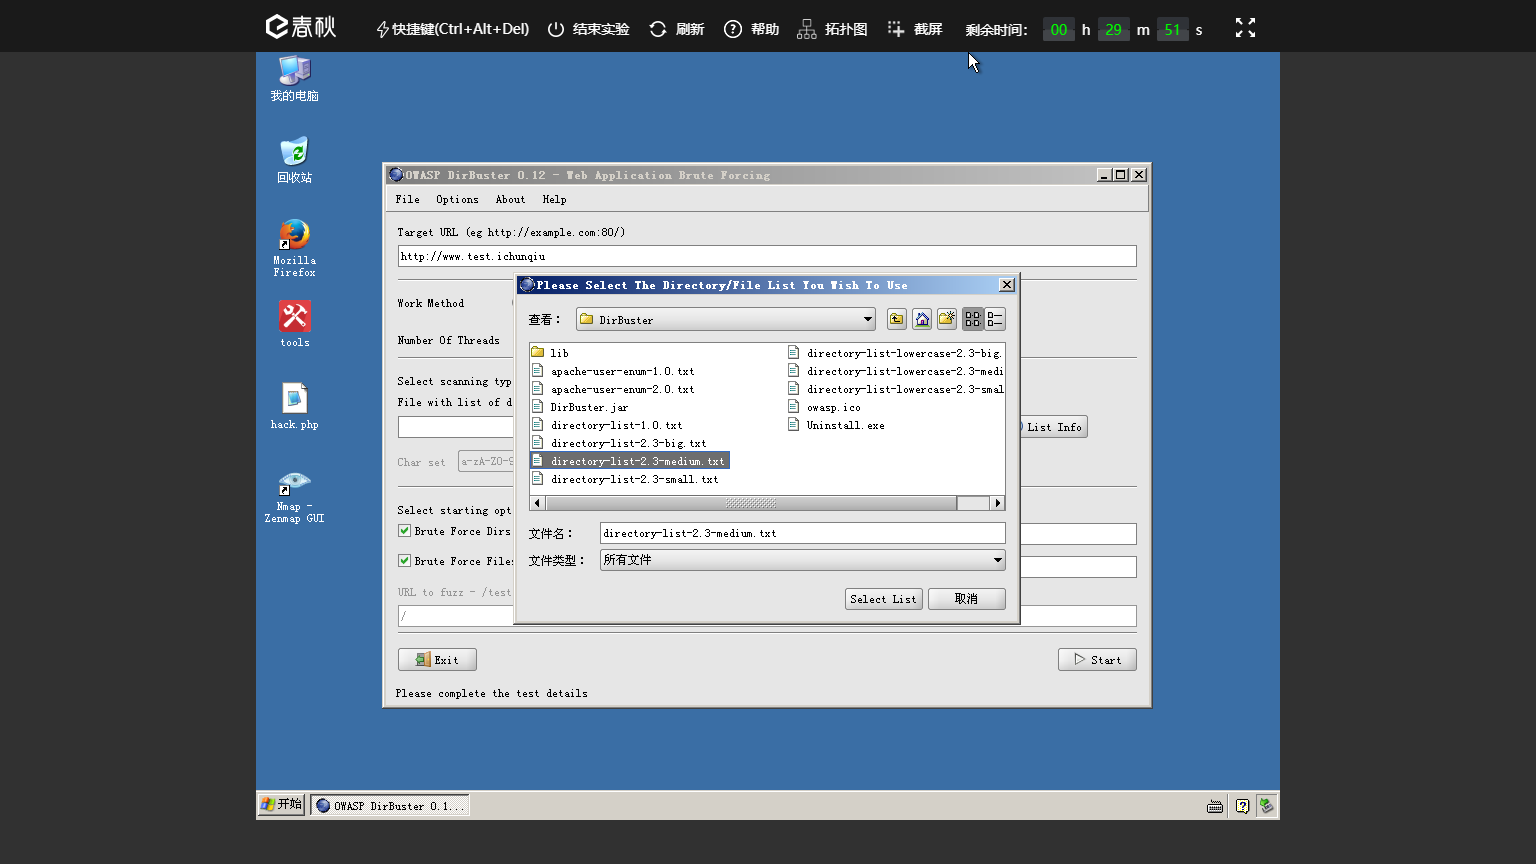 春秋
快捷键(Ctrl+Alt+Del)
结束实验
刷新
帮助
拓扑图
截屏
剩余时间:
00 h 29 m 51 s
我的电脑
回收站
Mozilla
Firefox
tools
hack.php
Nmap -
Zenmap GUI
OWASP DirBuster 0.12 - Web Application Brute Forcing
File Options About Help
Target URL (eg http://example.com:80/)
http://www.test.ichunqiu
Work Method
Number Of Threads
Select scanning typ
File with list of d
List Info
Char set a-zA-Z0-9
Select starting opt
Brute Force Dirs
Brute Force Files
URL to fuzz - /test
/
Exit
Start
Please complete the test details
Please Select The Directory/File List You Wish To Use
查看：
DirBuster
lib
apache-user-enum-1.0.txt
apache-user-enum-2.0.txt
DirBuster.jar
directory-list-1.0.txt
directory-list-2.3-big.txt
directory-list-2.3-medium.txt
directory-list-2.3-small.txt
directory-list-lowercase-2.3-big.
directory-list-lowercase-2.3-medi
directory-list-lowercase-2.3-smal
owasp.ico
Uninstall.exe
文件名：
directory-list-2.3-medium.txt
文件类型：
所有文件
Select List
取消
开始
OWASP DirBuster 0.1...